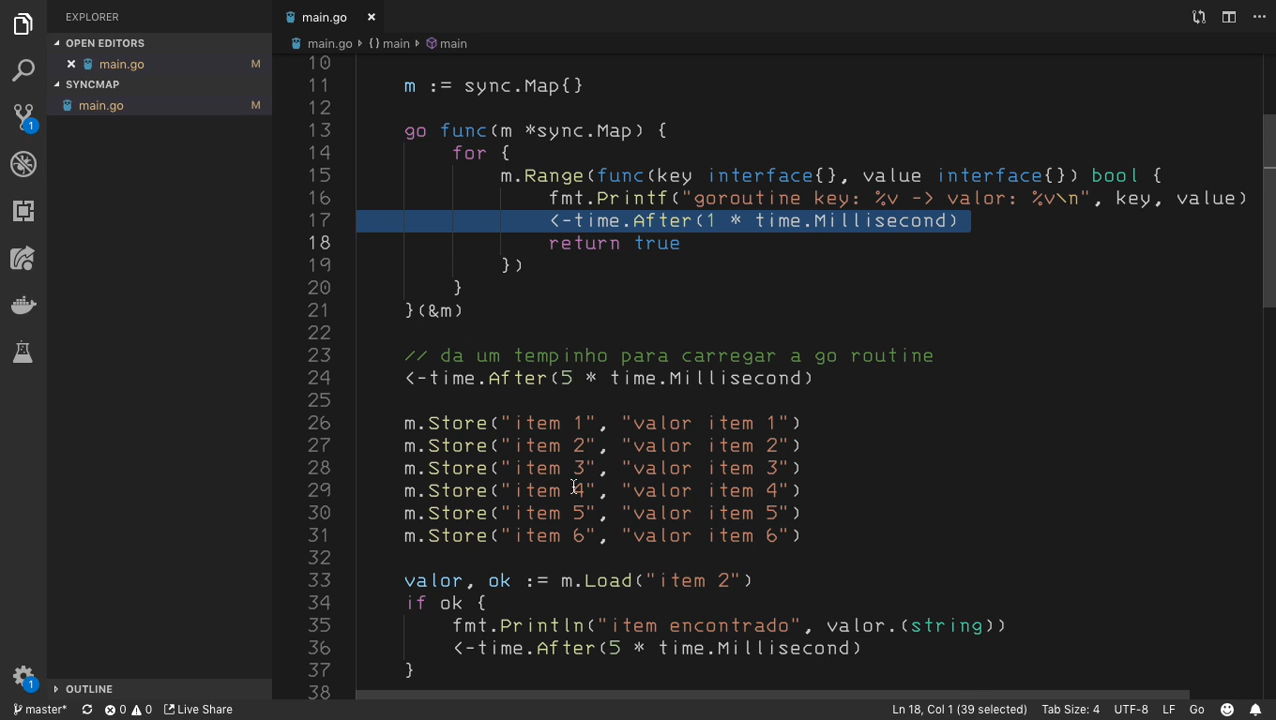 EXPLORER
OPEN EDITORS
main.go M
SYNCMAP
main.go M
OUTLINE
main.go
main.go main main
10
11 m := sync.Map{}
12
13 go func(m *sync.Map) {
14 for {
15 m.Range(func(key interface{}, value interface{}) bool {
16 fmt.Printf("goroutine key: %v -> valor: %v\n", key, value)
17 <-time.After(1 * time.Millisecond)
18 return true
19 })
20 }
21 }(&m)
22
23 // da um tempinho para carregar a go routine
24 <-time.After(5 * time.Millisecond)
25
26 m.Store("item 1", "valor item 1")
27 m.Store("item 2", "valor item 2")
28 m.Store("item 3", "valor item 3")
29 m.Store("item 4", "valor item 4")
30 m.Store("item 5", "valor item 5")
31 m.Store("item 6", "valor item 6")
32
33 valor, ok := m.Load("item 2")
34 if ok {
35 fmt.Println("item encontrado", valor.(string))
36 <-time.After(5 * time.Millisecond)
37 }
38
1
1
master* 0 0 Live Share Ln 18, Col 1 (39 selected) Tab Size: 4 UTF-8 LF Go